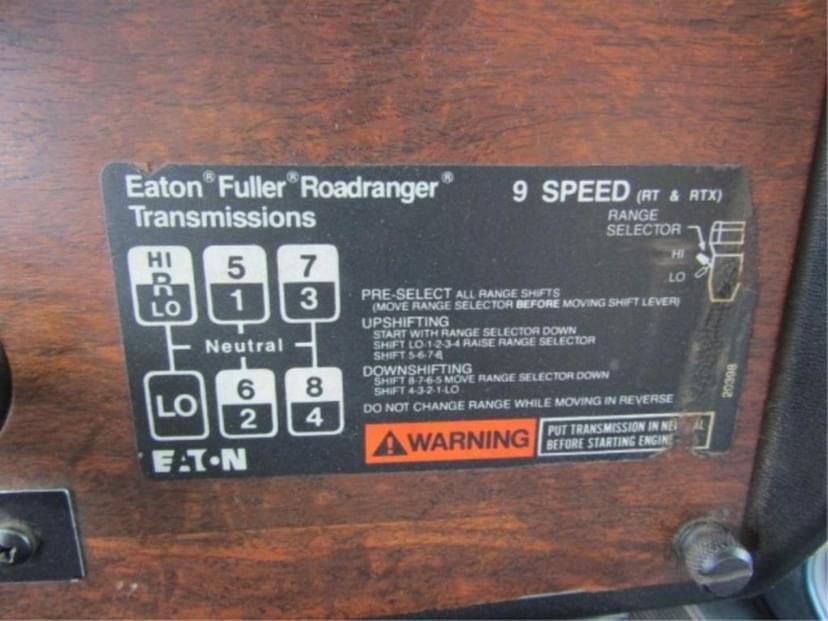 Eaton® Fuller® Roadranger®
Transmissions
9 SPEED (RT & RTX)
RANGE
SELECTOR
HI
LO
HI
R
LO
5
1
7
3
Neutral
LO
6
2
8
4
EATON
PRE-SELECT ALL RANGE SHIFTS
(MOVE RANGE SELECTOR BEFORE MOVING SHIFT LEVER)
UPSHIFTING
START WITH RANGE SELECTOR DOWN
SHIFT LO-1-2-3-4 RAISE RANGE SELECTOR
SHIFT 5-6-7-8
DOWNSHIFTING
SHIFT 8-7-6-5 MOVE RANGE SELECTOR DOWN
SHIFT 4-3-2-1-LO
DO NOT CHANGE RANGE WHILE MOVING IN REVERSE
WARNING
PUT TRANSMISSION IN NEUTRAL
BEFORE STARTING ENGINE
20398